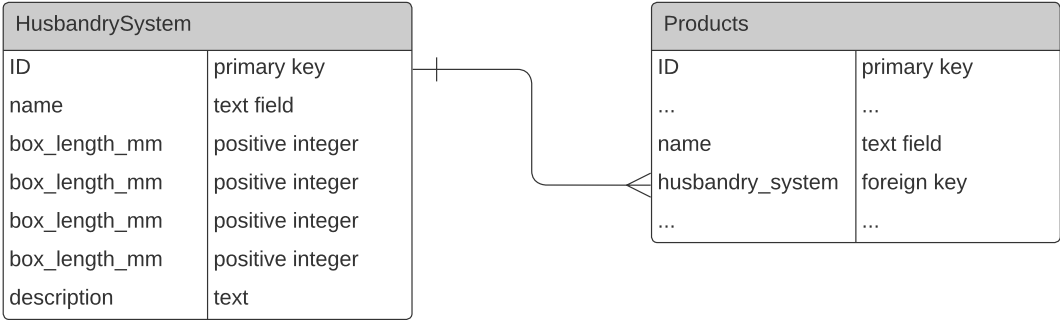 HusbandrySystem
ID primary key
name text field
box_length_mm positive integer
box_length_mm positive integer
box_length_mm positive integer
box_length_mm positive integer
description text
Products
ID primary key
... ...
name text field
husbandry_system foreign key
... ...